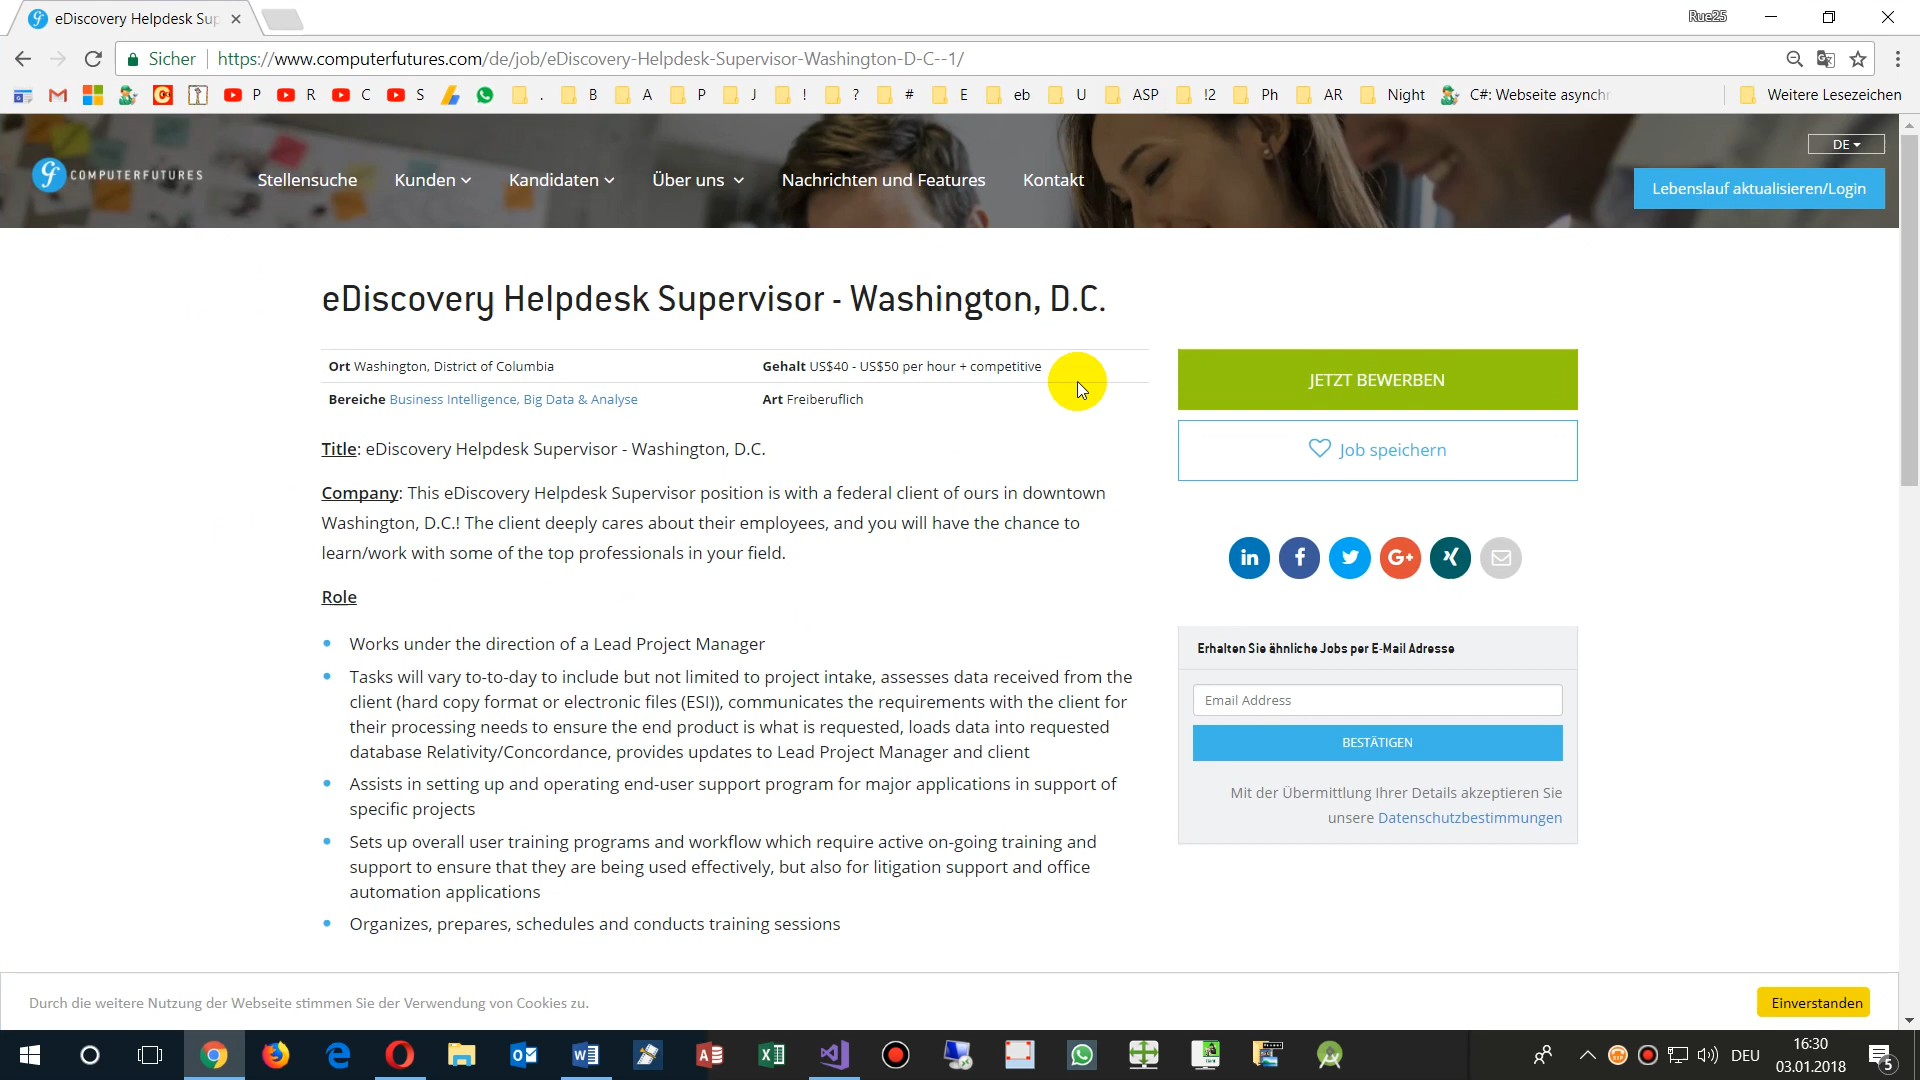 eDiscovery Helpdesk Sup
Rue25
Sicher
https://www.computerfutures.com/de/job/eDiscovery-Helpdesk-Supervisor-Washington-D-C--1/
P R C S . B A P J ! ? # E eb U ASP !2 Ph AR Night C#: Webseite asynchr Weitere Lesezeichen
COMPUTERFUTURES
Stellensuche Kunden Kandidaten Über uns Nachrichten und Features Kontakt
DE
Lebenslauf aktualisieren/Login
eDiscovery Helpdesk Supervisor - Washington, D.C.
Ort Washington, District of Columbia
Gehalt US$40 - US$50 per hour + competitive
Bereiche Business Intelligence, Big Data & Analyse
Art Freiberuflich
JETZT BEWERBEN
Job speichern
Title: eDiscovery Helpdesk Supervisor - Washington, D.C.
Company: This eDiscovery Helpdesk Supervisor position is with a federal client of ours in downtown
Washington, D.C.! The client deeply cares about their employees, and you will have the chance to
learn/work with some of the top professionals in your field.
Role
Works under the direction of a Lead Project Manager
Tasks will vary to-to-day to include but not limited to project intake, assesses data received from the
client (hard copy format or electronic files (ESI)), communicates the requirements with the client for
their processing needs to ensure the end product is what is requested, loads data into requested
database Relativity/Concordance, provides updates to Lead Project Manager and client
Assists in setting up and operating end-user support program for major applications in support of
specific projects
Sets up overall user training programs and workflow which require active on-going training and
support to ensure that they are being used effectively, but also for litigation support and office
automation applications
Organizes, prepares, schedules and conducts training sessions
Erhalten Sie ähnliche Jobs per E-Mail Adresse
Email Address
BESTÄTIGEN
Mit der Übermittlung Ihrer Details akzeptieren Sie
unsere Datenschutzbestimmungen
Durch die weitere Nutzung der Webseite stimmen Sie der Verwendung von Cookies zu.
Einverstanden
DEU
16:30
03.01.2018
5